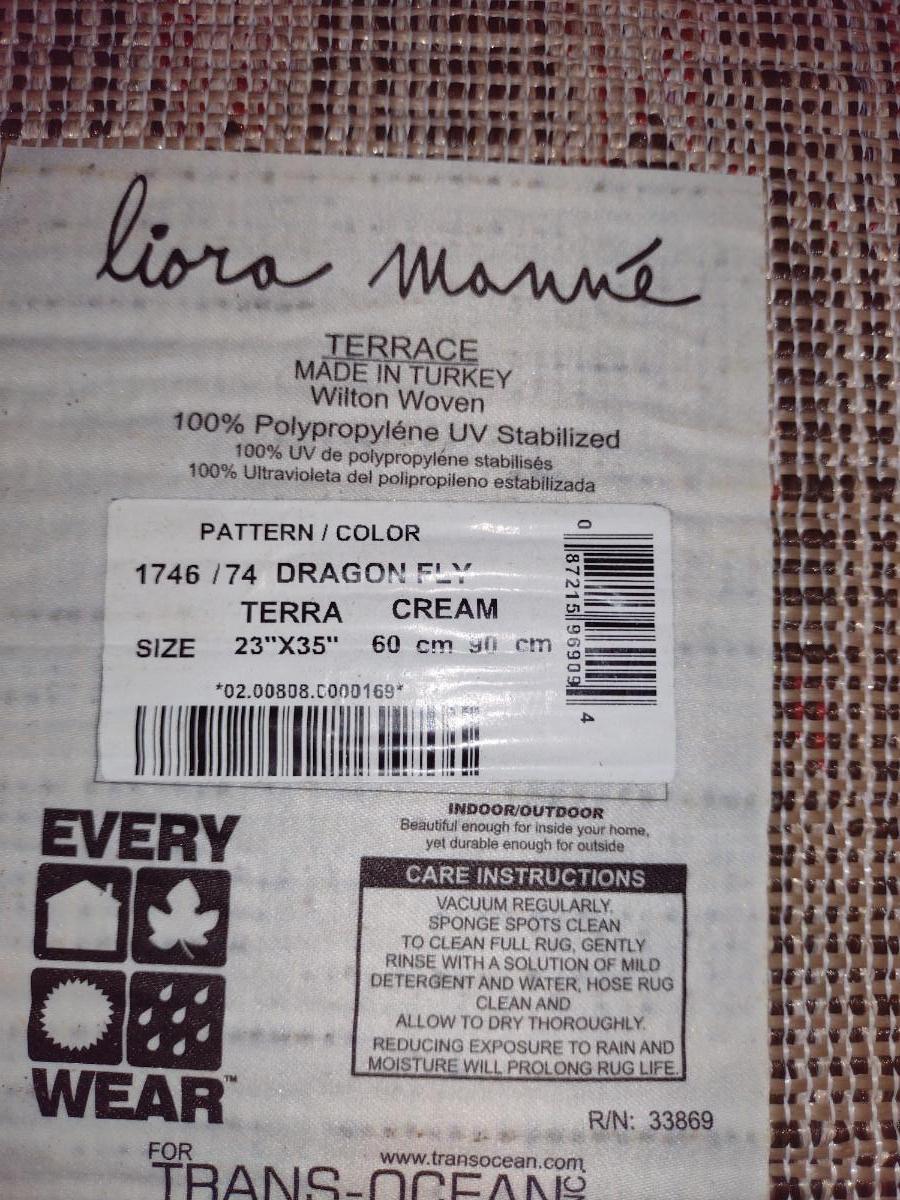 liora manné
TERRACE
MADE IN TURKEY
Wilton Woven
100% Polypropyléne UV Stabilized
100% UV de polypropyléne stabilisés
100% Ultravioleta del polipropileno estabilizada
PATTERN / COLOR
1746 / 74 DRAGON FLY
TERRA CREAM
SIZE 23"X35" 60 cm 90 cm
*02.00808.0000169*
0 87215 96909 4
EVERY
WEAR™
INDOOR/OUTDOOR
Beautiful enough for inside your home,
yet durable enough for outside
CARE INSTRUCTIONS
VACUUM REGULARLY.
SPONGE SPOTS CLEAN
TO CLEAN FULL RUG, GENTLY
RINSE WITH A SOLUTION OF MILD
DETERGENT AND WATER, HOSE RUG
CLEAN AND
ALLOW TO DRY THOROUGHLY.
REDUCING EXPOSURE TO RAIN AND
MOISTURE WILL PROLONG RUG LIFE.
R/N: 33869
FOR
www.transocean.com
TRANS-OCEAN INC